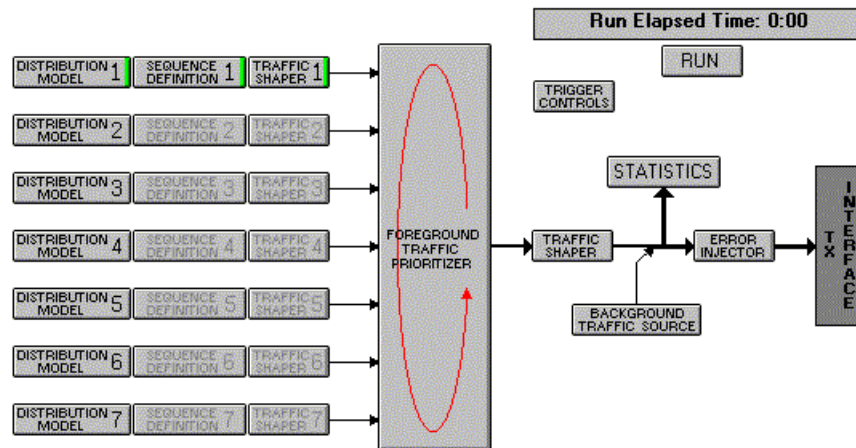 Run Elapsed Time: 0:00
RUN
TRIGGER
CONTROLS
DISTRIBUTION
MODEL 1
SEQUENCE
DEFINITION 1
TRAFFIC
SHAPER 1
DISTRIBUTION
MODEL 2
SEQUENCE
DEFINITION 2
TRAFFIC
SHAPER 2
DISTRIBUTION
MODEL 3
SEQUENCE
DEFINITION 3
TRAFFIC
SHAPER 3
DISTRIBUTION
MODEL 4
SEQUENCE
DEFINITION 4
TRAFFIC
SHAPER 4
DISTRIBUTION
MODEL 5
SEQUENCE
DEFINITION 5
TRAFFIC
SHAPER 5
DISTRIBUTION
MODEL 6
SEQUENCE
DEFINITION 6
TRAFFIC
SHAPER 6
DISTRIBUTION
MODEL 7
SEQUENCE
DEFINITION 7
TRAFFIC
SHAPER 7
FOREGROUND
TRAFFIC
PRIORITIZER
STATISTICS
TRAFFIC
SHAPER
ERROR
INJECTOR
BACKGROUND
TRAFFIC SOURCE
TX
INTERFACE